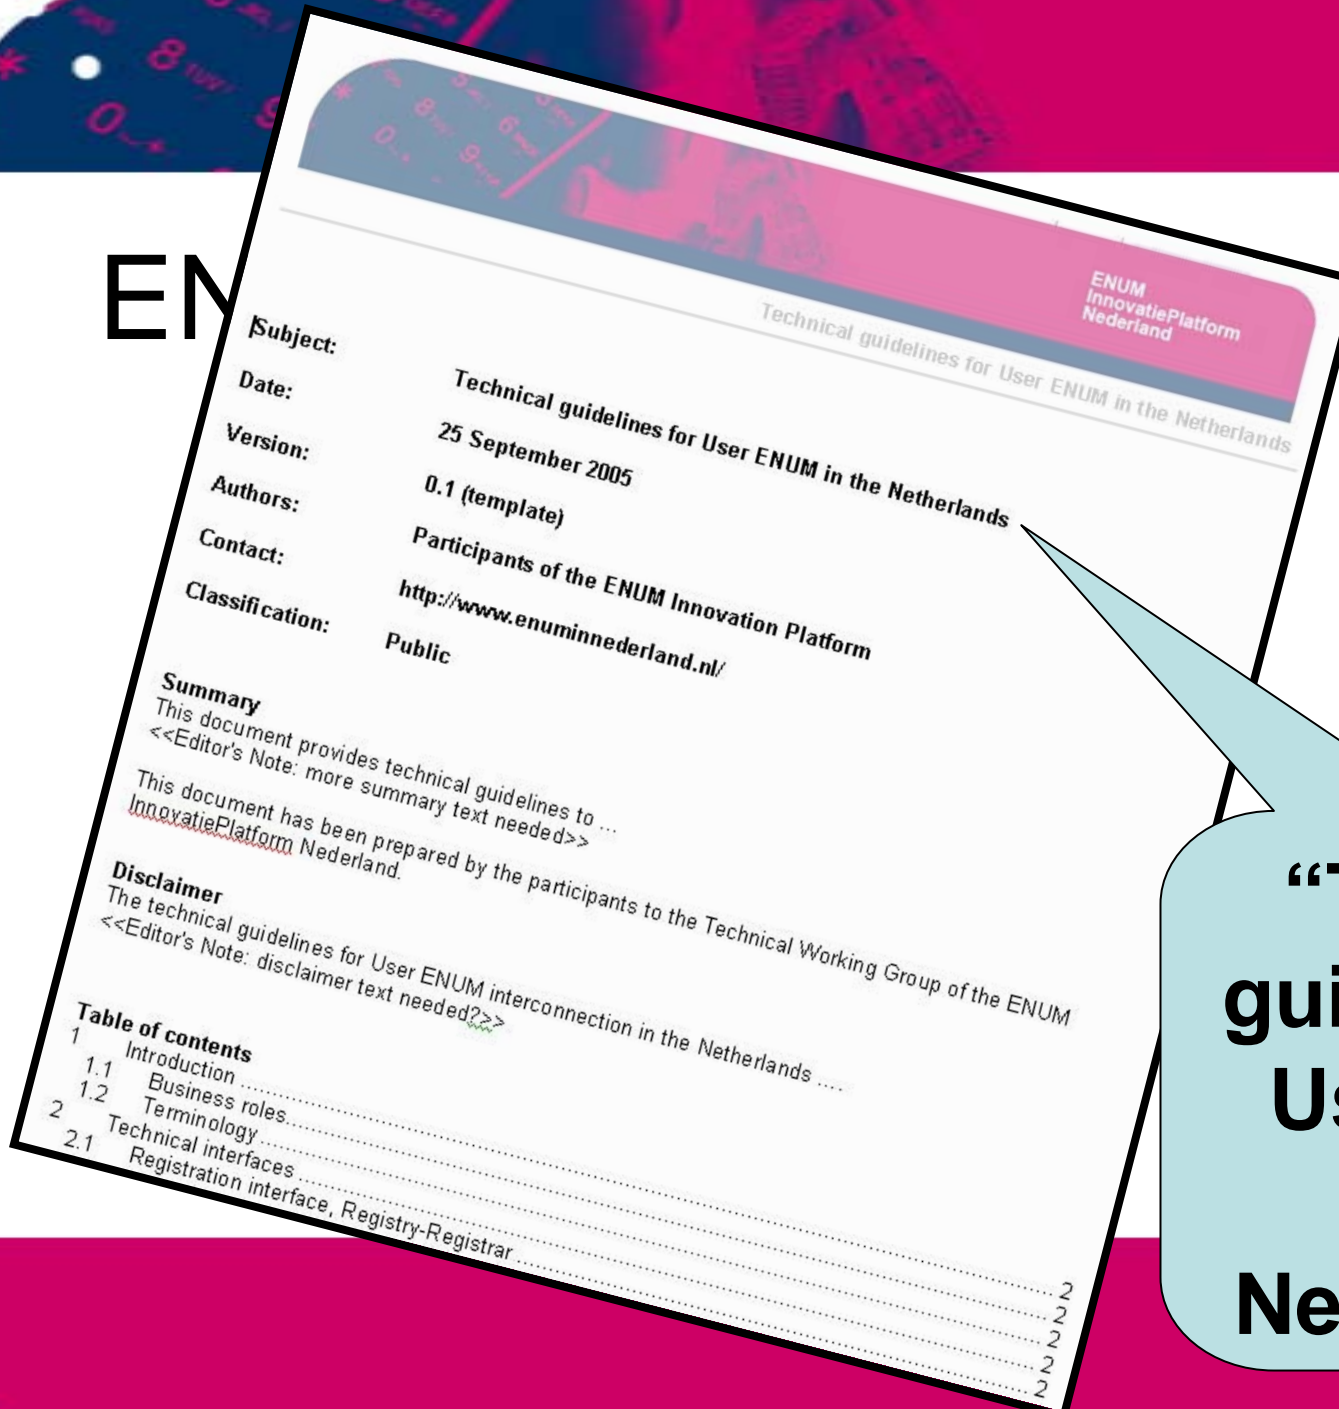 EN
ENUM
InnovatiePlatform
Nederland
Technical guidelines for User ENUM in the Netherlands
Subject: Technical guidelines for User ENUM in the Netherlands
Date: 25 September 2005
Version: 0.1 (template)
Authors: Participants of the ENUM Innovation Platform
Contact: http://www.enuminnederland.nl/
Classification: Public
Summary
This document provides technical guidelines to ...
<<Editor's Note: more summary text needed>>
This document has been prepared by the participants to the Technical Working Group of the ENUM
InnovatiePlatform Nederland.
Disclaimer
The technical guidelines for User ENUM interconnection in the Netherlands ....
<<Editor's Note: disclaimer text needed?>>
Table of contents
1 Introduction 2
1.1 Business roles 2
1.2 Terminology 2
2 Technical interfaces 2
2.1 Registration interface, Registry-Registrar 2
“T
gui
Us
Ne